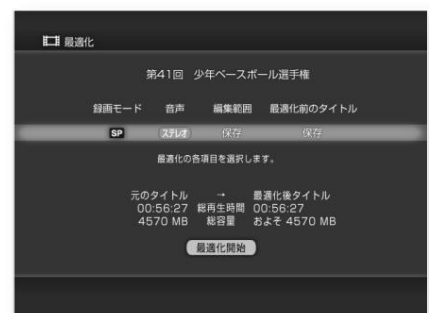 最適化
第41回 少年ベースボール選手権
録画モード 音声 編集範囲 最適化前のタイトル
SP ステレオ 保存 保存
最適化の各項目を選択します。
元のタイトル → 最適化後タイトル
00:56:27 総再生時間 00:56:27
4570 MB 総容量 およそ 4570 MB
最適化開始